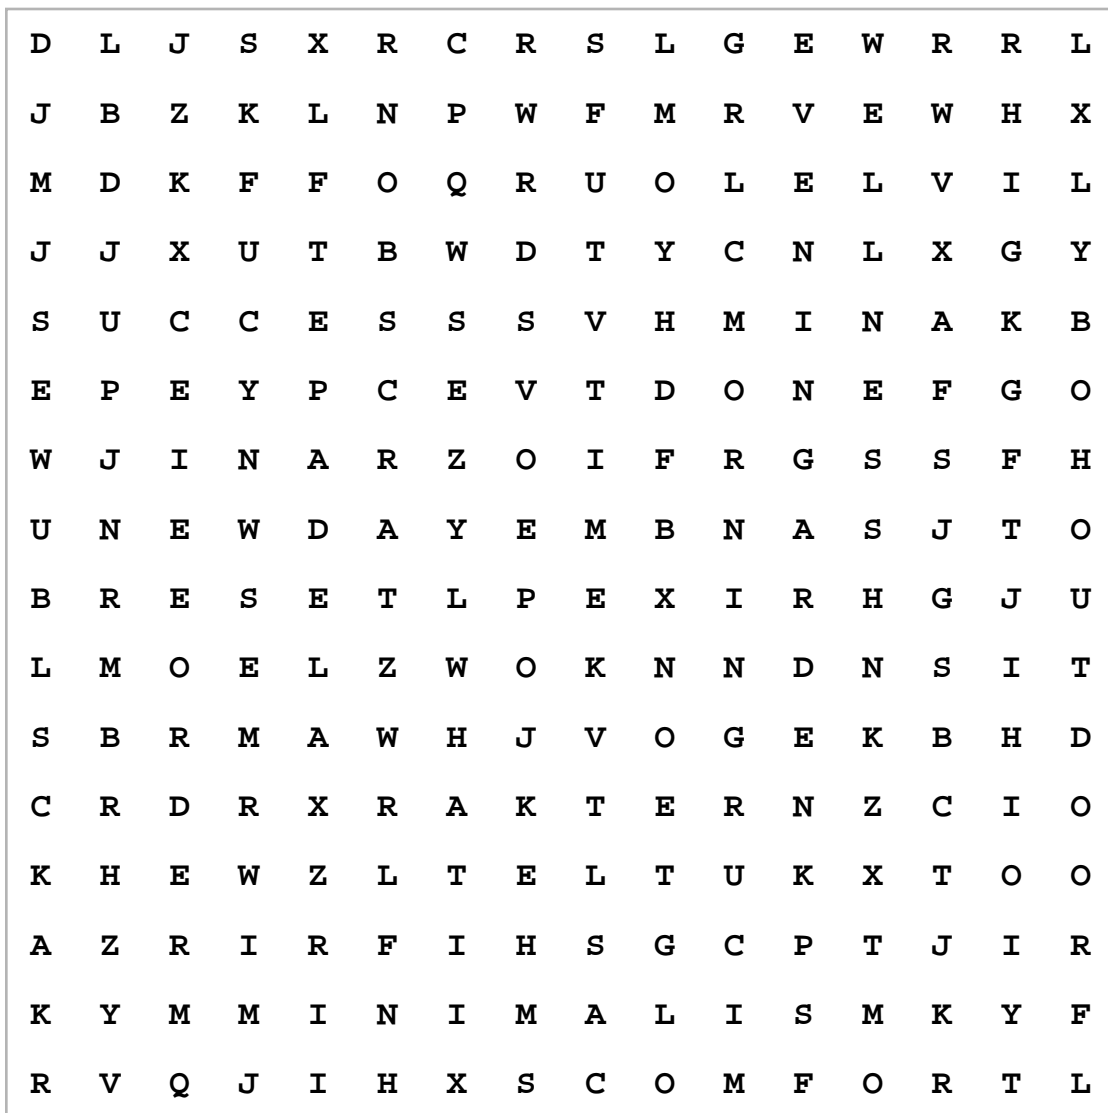 D L J S X R C R S L G E W R R L
J B Z K L N P W F M R V E W H X
M D K F F O Q R U O L E L V I L
J J X U T B W D T Y C N L X G Y
S U C C E S S S V H M I N A K B
E P E Y P C E V T D O N E F G O
W J I N A R Z O I F R G S S F H
U N E W D A Y E M B N A S J T O
B R E S E T L P E X I R H G J U
L M O E L Z W O K N N D N S I T
S B R M A W H J V O G E K B H D
C R D R X R A K T E R N Z C I O
K H E W Z L T E L T U K X T O O
A Z R I R F I H S G C P T J I R
K Y M M I N I M A L I S M K Y F
R V Q J I H X S C O M F O R T L